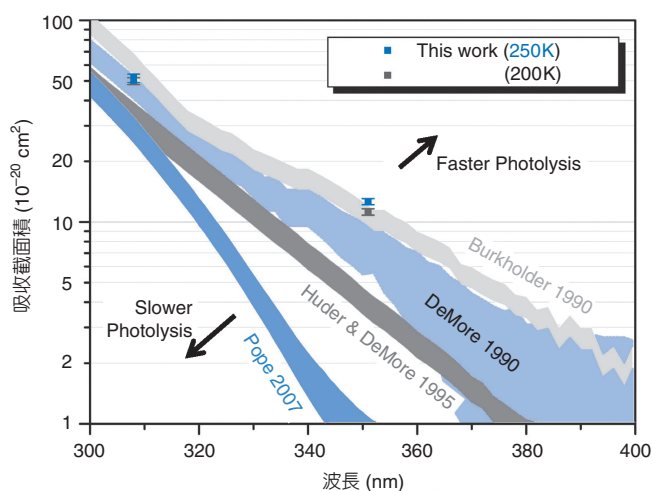 100
50
20
10
5
2
1
吸收截面積 (10⁻²⁰ cm²)
This work (250K)
(200K)
Faster Photolysis
Slower
Photolysis
Burkholder 1990
DeMore 1990
Huder & DeMore 1995
Pope 2007
300 320 340 360 380 400
波長 (nm)